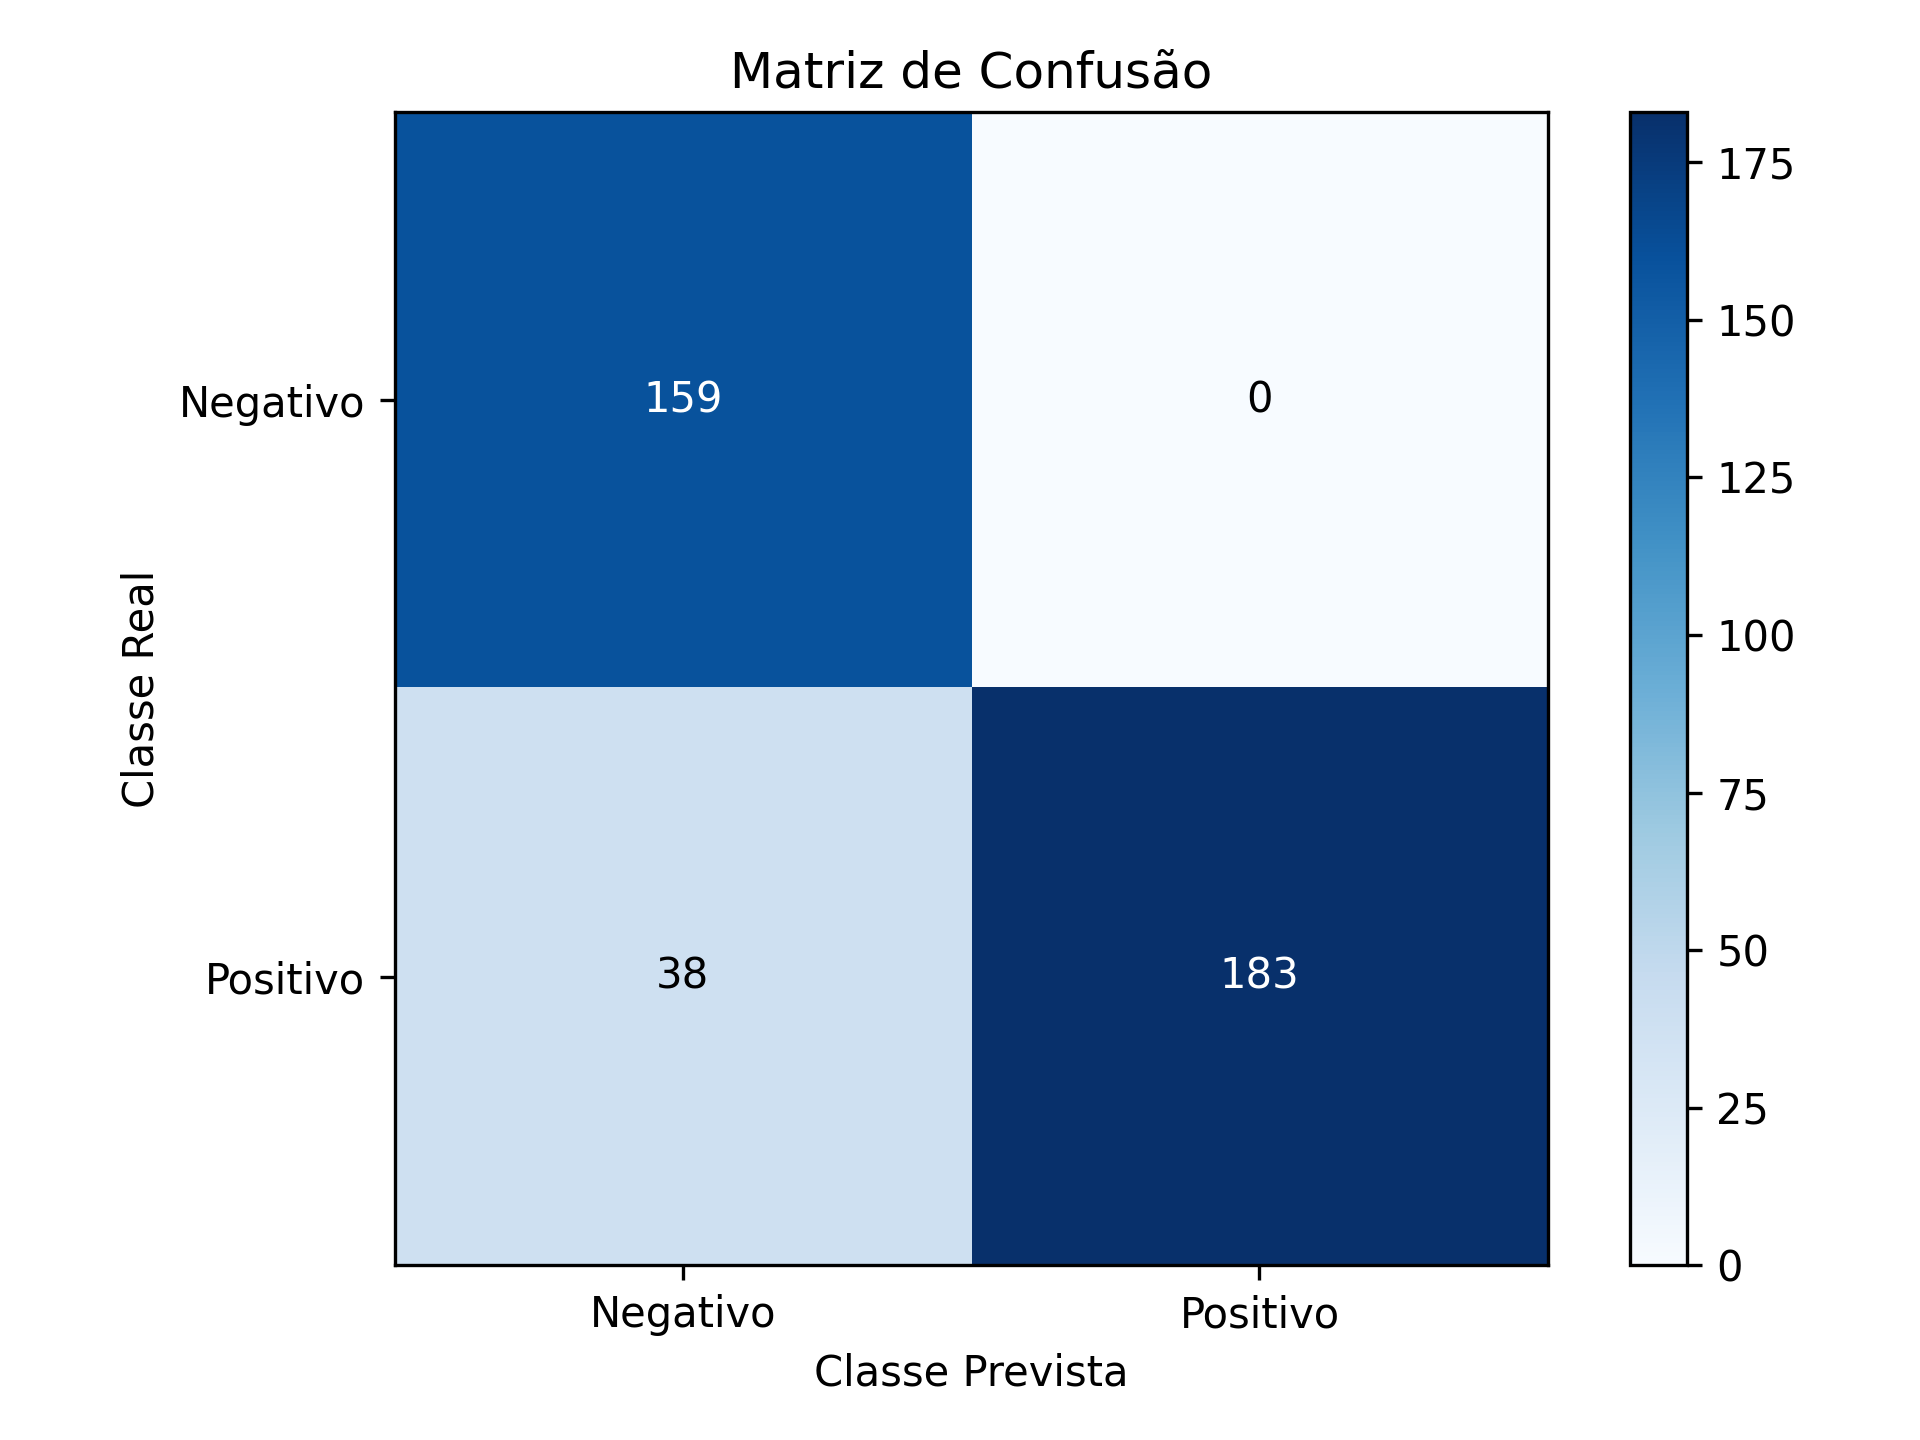 Matriz de Confusão
Classe Real
Negativo
Positivo
159
0
38
183
Negativo
Positivo
Classe Prevista
175
150
125
100
75
50
25
0